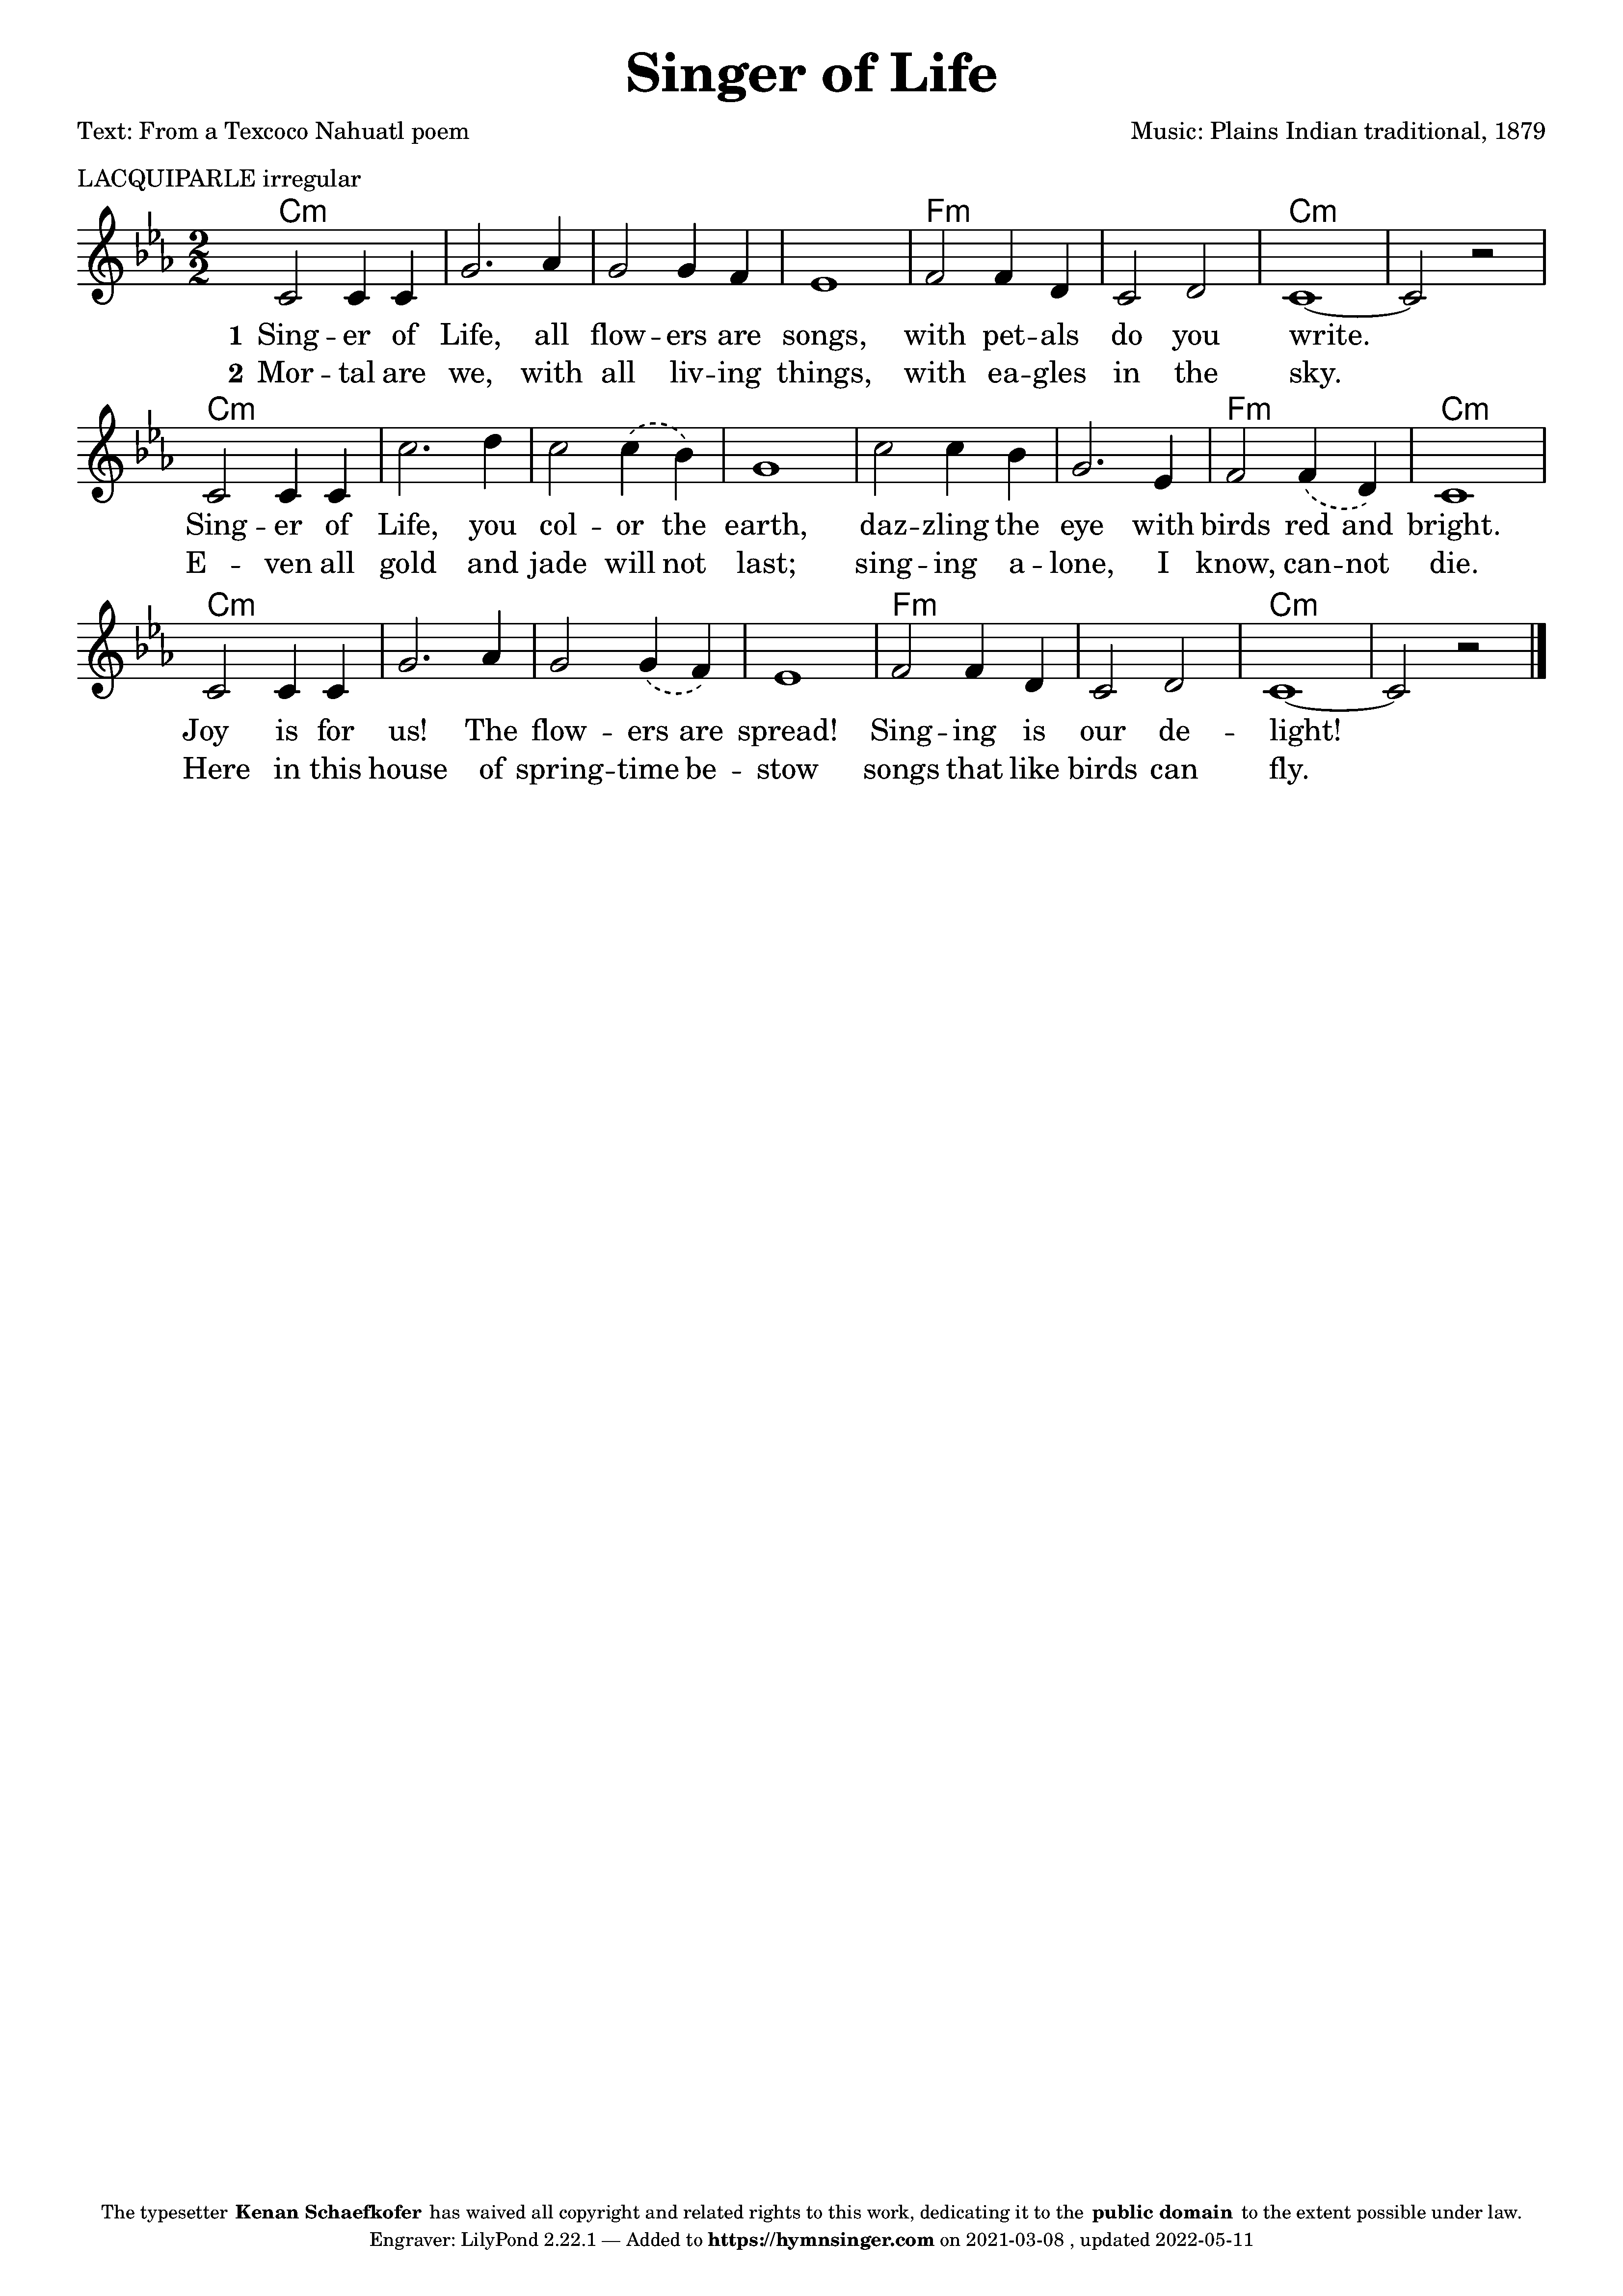 Singer of Life
Text: From a Texcoco Nahuatl poem
Music: Plains Indian traditional, 1879
LACQUIPARLE irregular
Cm Fm Cm
2
2
1 Sing -- er of Life, all flow -- ers are songs, with pet -- als do you write.
2 Mor -- tal are we, with all liv -- ing things, with ea -- gles in the sky.
Cm Fm Cm
Sing -- er of Life, you col -- or the earth, daz -- zling the eye with birds red and bright.
E -- ven all gold and jade will not last; sing -- ing a -- lone, I know, can -- not die.
Cm Fm Cm
Joy is for us! The flow -- ers are spread! Sing -- ing is our de -- light!
Here in this house of spring -- time be -- stow songs that like birds can fly.
The typesetter Kenan Schaefkofer has waived all copyright and related rights to this work, dedicating it to the public domain to the extent possible under law.
Engraver: LilyPond 2.22.1 — Added to https://hymnsinger.com on 2021-03-08 , updated 2022-05-11